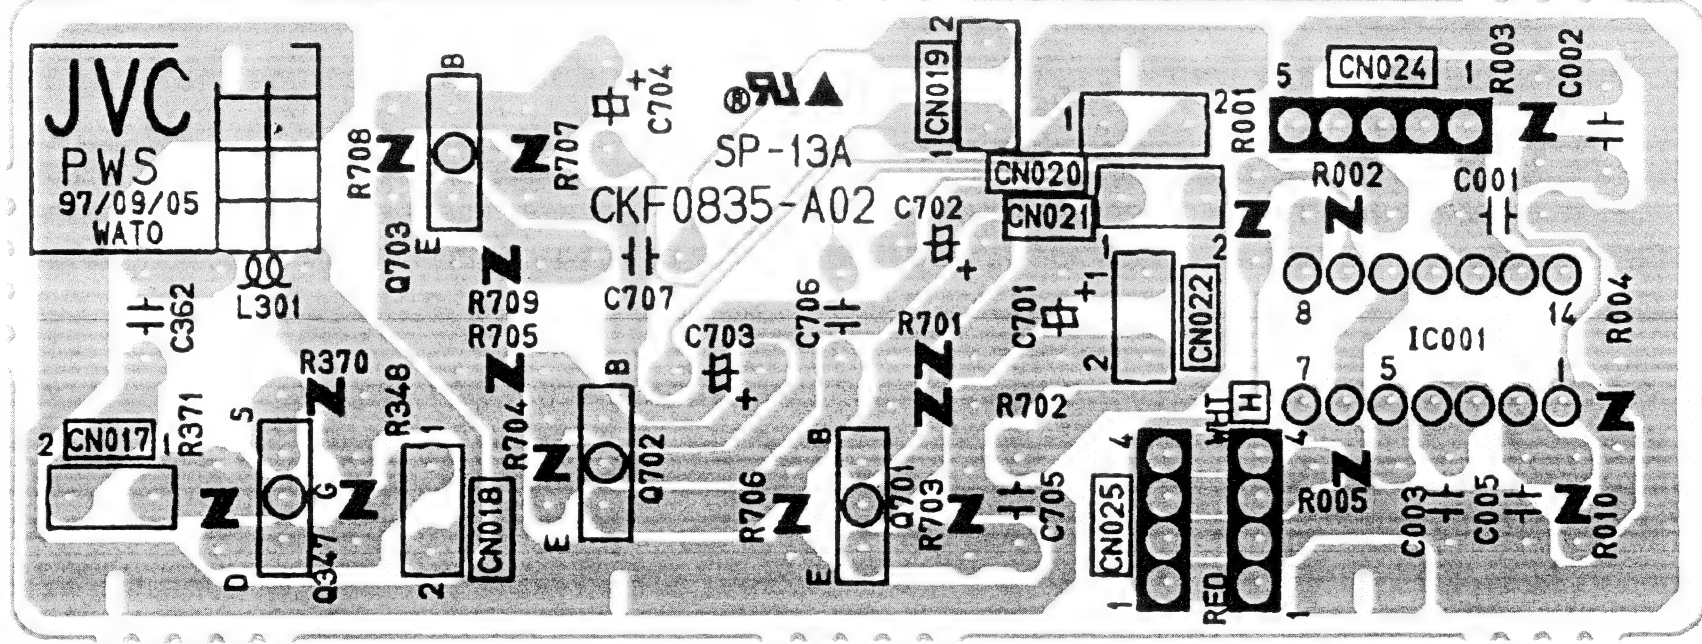 JVC
PWS
97/09/05
WATO
L301
C362
R708
B
E
Q703
R707
C704
+
®
SP-13A
CKF0835-A02
R709
R705
C707
C706
C703
+
C702
+
R701
C701
+
R702
CN019
2
1
CN020
1
2
CN021
1
2
CN022
1
2
R001
5
CN024
1
R003
C002
R002
C001
R004
8
14
IC001
7
5
1
R370
R348
R371
2
CN017
1
S
G
D
Q347
1
CN018
2
R704
B
E
Q702
R706
B
E
Q701
R703
C705
CN025
4
1
WHT
H
RED
4
1
R005
C003
C005
R010